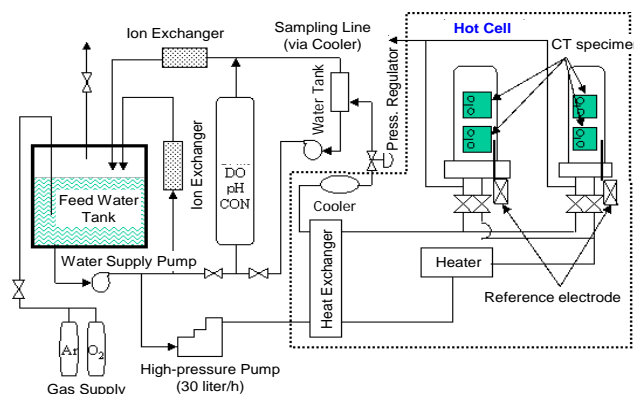 Ion Exchanger
Sampling Line
(via Cooler)
Hot Cell
CT specime
Water Tank
Press. Regulator
Ion Exchanger
DO
pH
CON
Feed Water
Tank
Cooler
Water Supply Pump
Heat Exchanger
Heater
Reference electrode
Ar
O2
High-pressure Pump
(30 liter/h)
Gas Supply